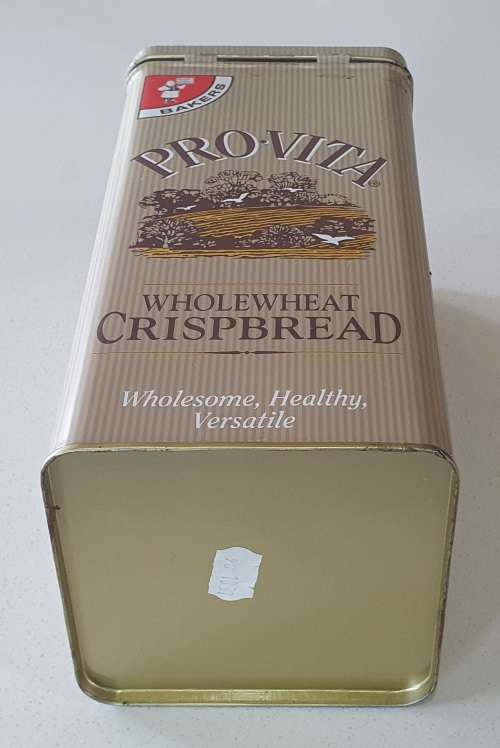 BAKERS
PRO·VITA®
WHOLEWHEAT
CRISPBREAD
Wholesome, Healthy,
Versatile